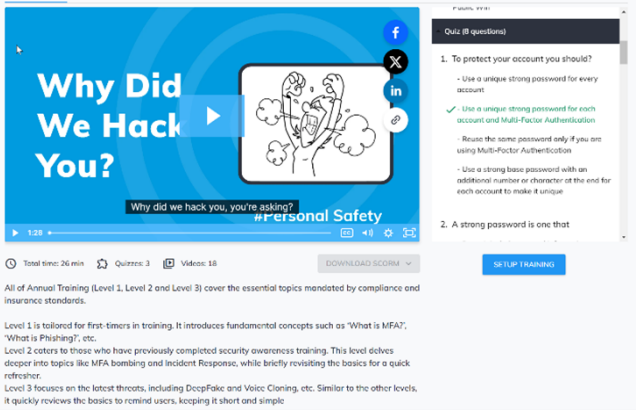 Why Did
We Hack
You?
Why did we hack you, you're asking?
#Personal Safety
1:28
Total time: 26 min
Quizzes: 3
Videos: 18
DOWNLOAD SCORM
All of Annual Training (Level 1, Level 2 and Level 3) cover the essential topics mandated by compliance and
insurance standards.
Level 1 is tailored for first-timers in training. It introduces fundamental concepts such as 'What is MFA?',
'What is Phishing?', etc.
Level 2 caters to those who have previously completed security awareness training. This level delves
deeper into topics like MFA bombing and Incident Response, while briefly revisiting the basics for a quick
refresher.
Level 3 focuses on the latest threats, including DeepFake and Voice Cloning, etc. Similar to the other levels,
it quickly reviews the basics to remind users, keeping it short and simple
Quiz (8 questions)
1. To protect your account you should?
- Use a unique strong password for every
account
- Use a unique strong password for each
account and Multi-Factor Authentication
- Reuse the same password only if you are
using Multi-Factor Authentication
- Use a strong base password with an
additional number or character at the end for
each account to make it unique
2. A strong password is one that
SETUP TRAINING